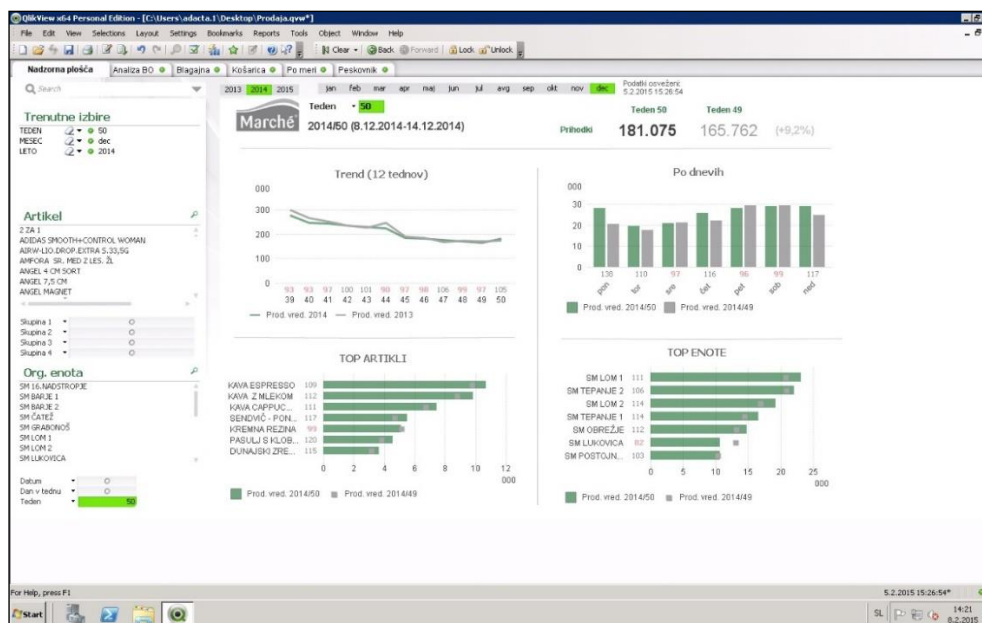 QlikView x64 Personal Edition - [C:\Users\adacta.1\Desktop\Prodaja.qvw*]
File Edit View Selections Layout Settings Bookmarks Reports Tools Object Window Help
Clear Back Forward Lock Unlock
Nadzorna plošča Analiza BO Blagajna Košarica Po meri Peskovnik
Search
2013 2014 2015 jan feb mar apr maj jun jul avg sep okt nov dec
Podatki osveženi:
5.2.2015 15:26:54
Trenutne izbire
TEDEN 50
MESEC dec
LETO 2014
Marché
Teden 50
2014/50 (8.12.2014-14.12.2014)
Teden 50 Teden 49
Prihodki 181.075 165.762 (+9,2%)
Artikel
2 ZA 1
ADIDAS SMOOTH+CONTROL WOMAN
AIRW-LIO.DROP.EXTRA S.33,5G
AMFORA SR. MED Z LES. ŽL
ANGEL 4 CM SORT
ANGEL 7,5 CM
ANGEL MAGNET
Skupina 1
Skupina 2
Skupina 3
Skupina 4
Org. enota
SM 16.NADSTROPJE
SM BARJE 1
SM BARJE 2
SM ČATEŽ
SM GRABONOŠ
SM LOM 1
SM LOM 2
SM LUKOVICA
Datum
Dan v tednu
Teden 50
Trend (12 tednov)
000
300
200
100
0
93 93 97 100 101 98 97 98 106 99 97 105
39 40 41 42 43 44 45 46 47 48 49 50
Prod. vred. 2014 Prod. vred. 2013
Po dnevih
000
30
20
10
0
138 110 97 116 96 99 117
pon tor sre čet pet sob ned
Prod. vred. 2014/50 Prod. vred. 2014/49
TOP ARTIKLI
KAVA ESPRESSO 109
KAVA Z MLEKOM 112
KAVA CAPPUC... 111
SENDVIČ - PON... 117
KREMNA REZINA 99
PASULJ S KLOB... 120
DUNAJSKI ZRE... 115
0 2 4 6 8 10 12
000
Prod. vred. 2014/50 Prod. vred. 2014/49
TOP ENOTE
SM LOM 1 111
SM TEPANJE 2 106
SM LOM 2 114
SM TEPANJE 1 114
SM OBREŽJE 112
SM LUKOVICA 82
SM POSTOJN... 103
0 5 10 15 20 25
000
Prod. vred. 2014/50 Prod. vred. 2014/49
For Help, press F1
5.2.2015 15:26:54*
Start
SL
14:21
8.2.2015